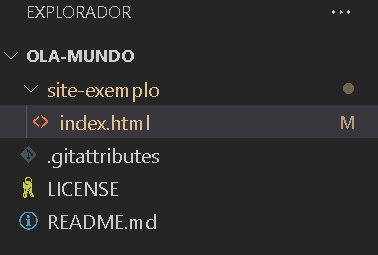 EXPLORADOR ...
OLA-MUNDO
site-exemplo
index.html M
.gitattributes
LICENSE
README.md